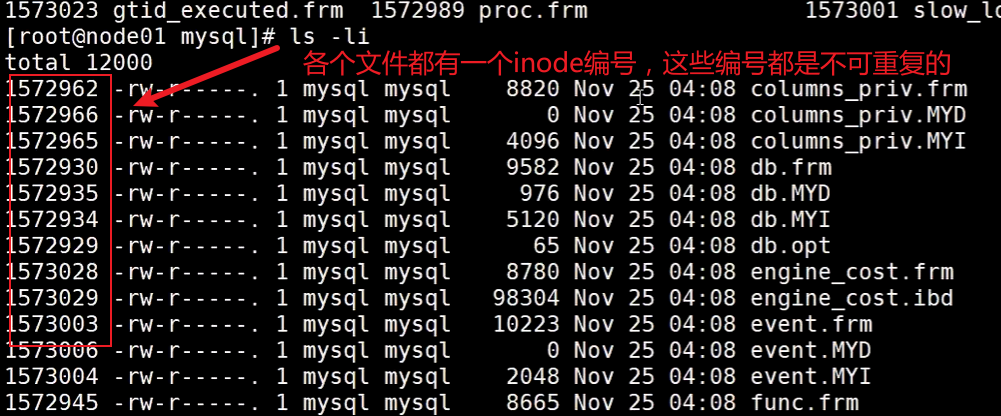 1573023 gtid_executed.frm 1572989 proc.frm 1573001 slow_lo
[root@node01 mysql]# ls -li
total 12000
各个文件都有一个inode编号，这些编号都是不可重复的
1572962 -rw-r-----. 1 mysql mysql 8820 Nov 25 04:08 columns_priv.frm
1572966 -rw-r-----. 1 mysql mysql 0 Nov 25 04:08 columns_priv.MYD
1572965 -rw-r-----. 1 mysql mysql 4096 Nov 25 04:08 columns_priv.MYI
1572930 -rw-r-----. 1 mysql mysql 9582 Nov 25 04:08 db.frm
1572935 -rw-r-----. 1 mysql mysql 976 Nov 25 04:08 db.MYD
1572934 -rw-r-----. 1 mysql mysql 5120 Nov 25 04:08 db.MYI
1572929 -rw-r-----. 1 mysql mysql 65 Nov 25 04:08 db.opt
1573028 -rw-r-----. 1 mysql mysql 8780 Nov 25 04:08 engine_cost.frm
1573029 -rw-r-----. 1 mysql mysql 98304 Nov 25 04:08 engine_cost.ibd
1573003 -rw-r-----. 1 mysql mysql 10223 Nov 25 04:08 event.frm
1573006 -rw-r-----. 1 mysql mysql 0 Nov 25 04:08 event.MYD
1573004 -rw-r-----. 1 mysql mysql 2048 Nov 25 04:08 event.MYI
1572945 -rw-r-----. 1 mysql mysql 8665 Nov 25 04:08 func.frm